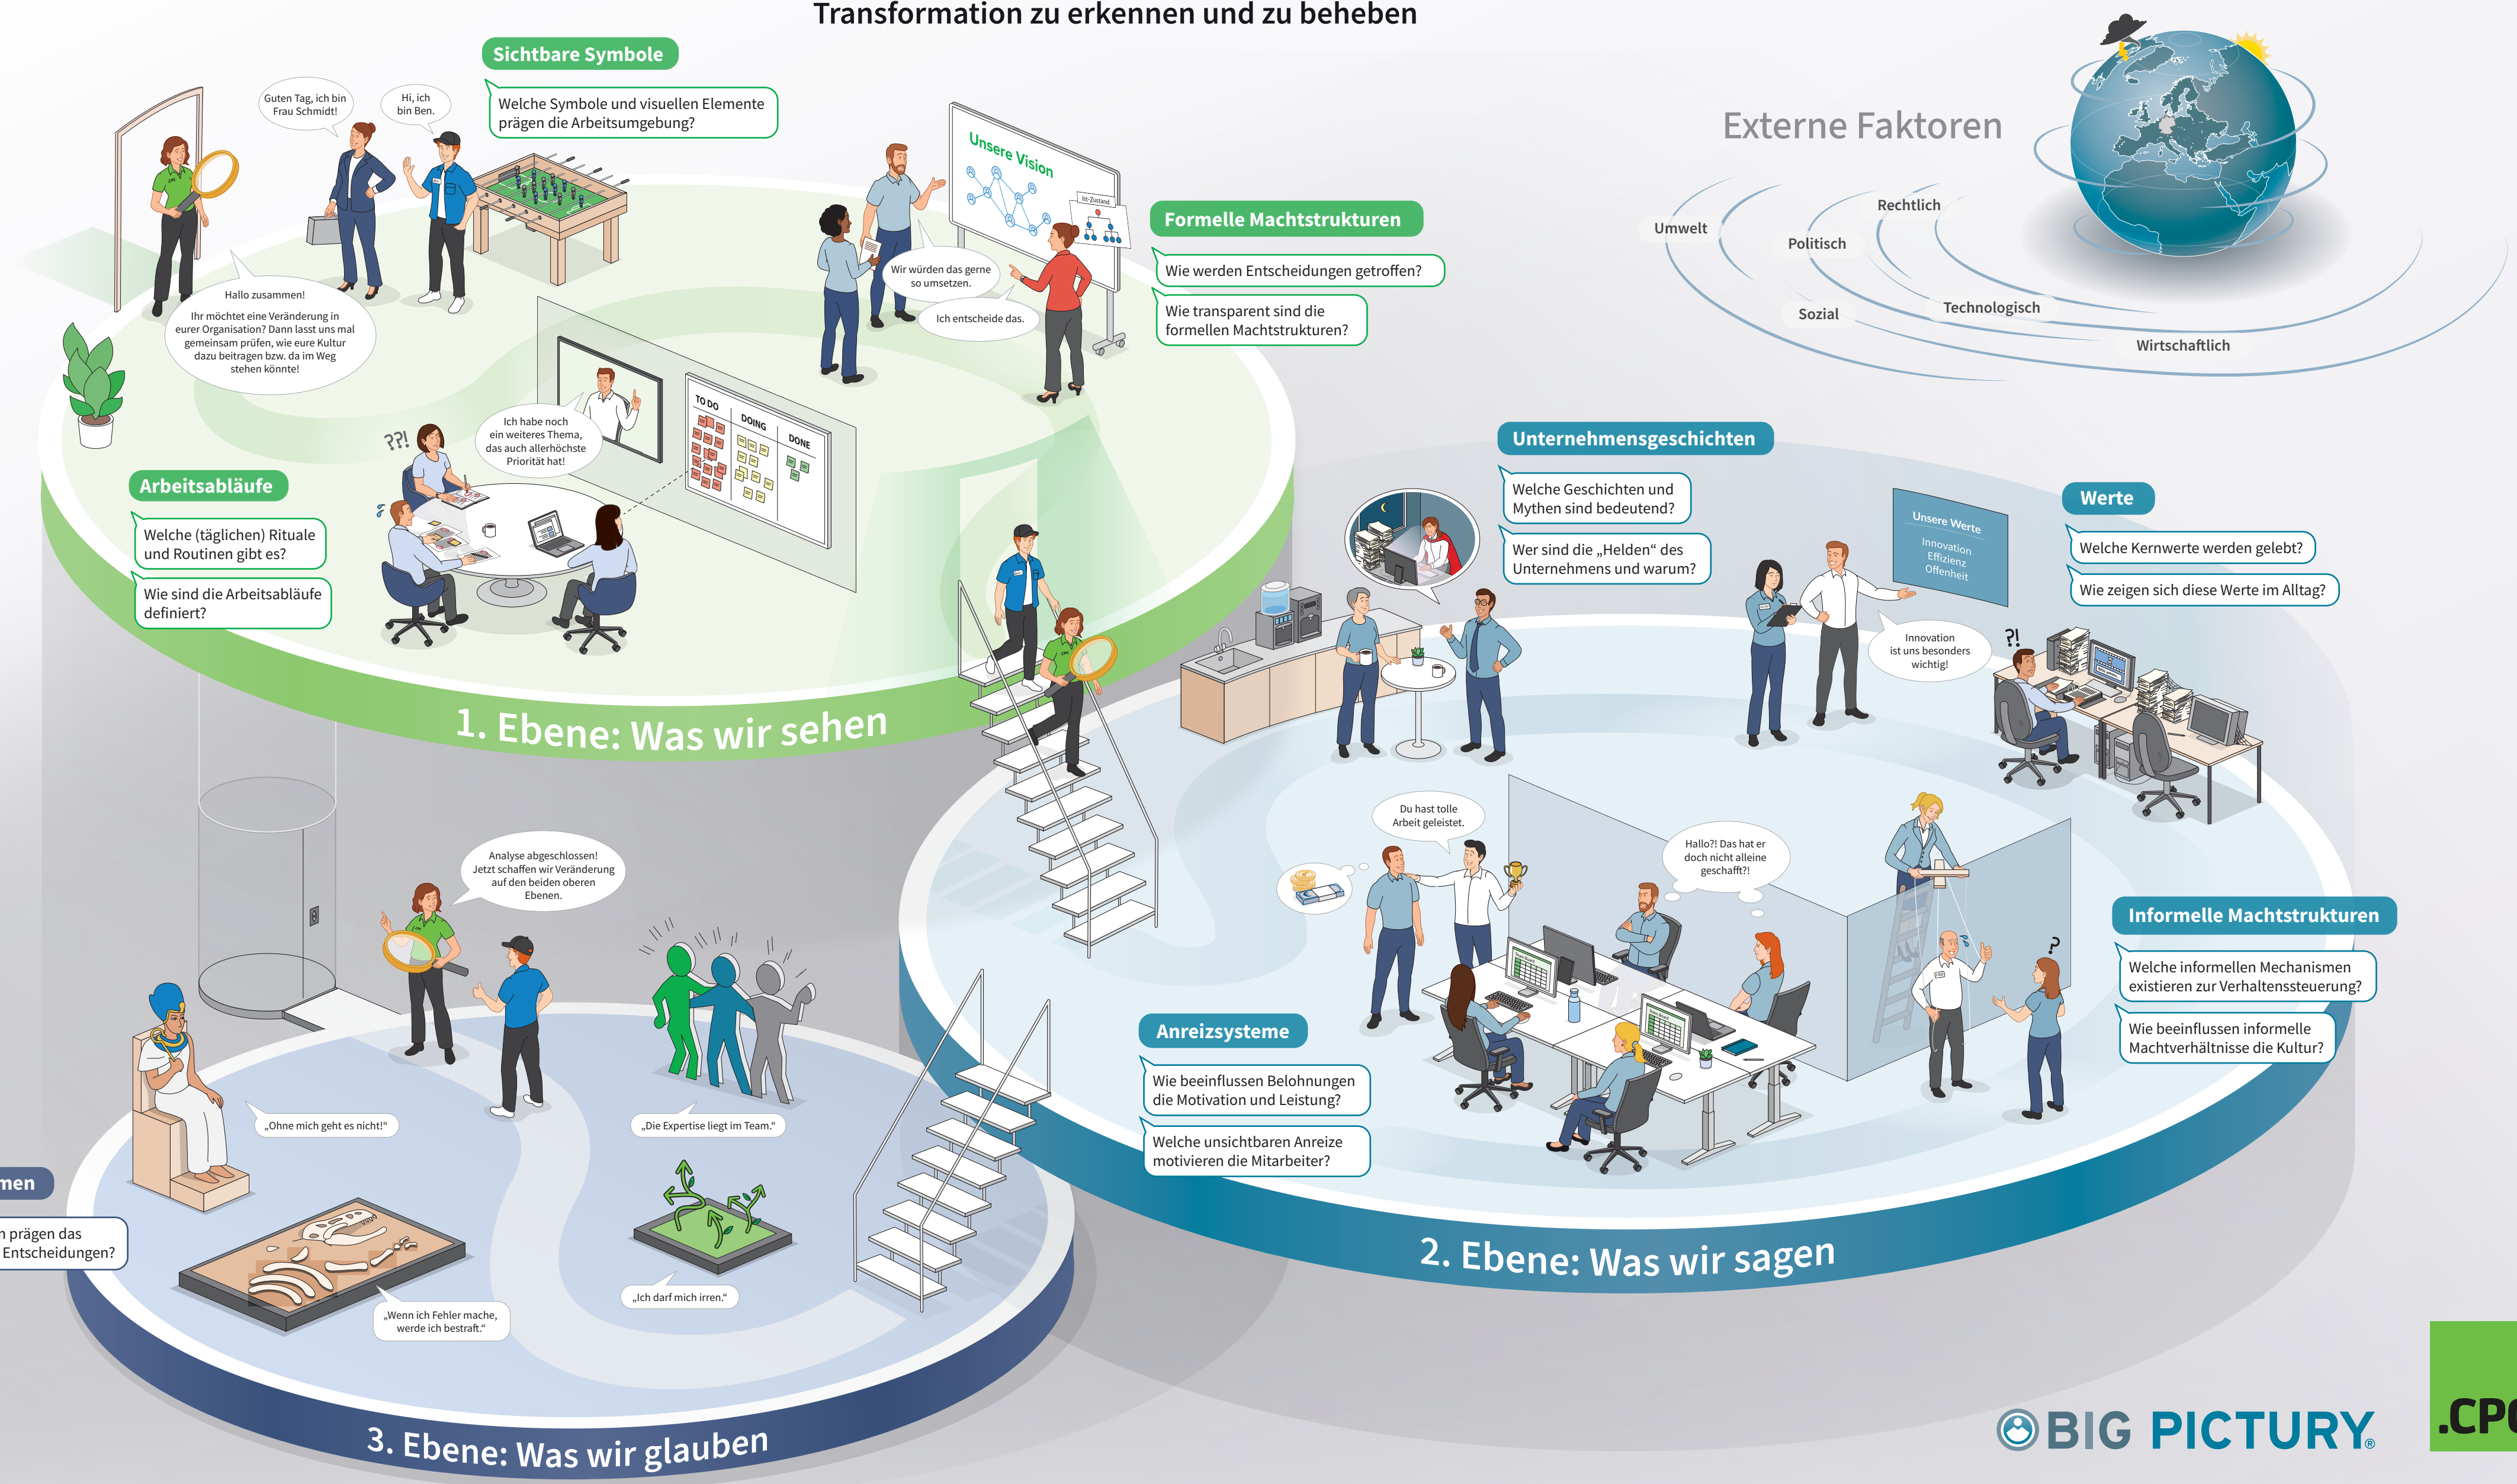 Transformation zu erkennen und zu beheben
Sichtbare Symbole
Welche Symbole und visuellen Elemente
prägen die Arbeitsumgebung?
Guten Tag, ich bin
Frau Schmidt!
Hi, ich
bin Ben.
Hallo zusammen!
Ihr möchtet eine Veränderung in
eurer Organisation? Dann lasst uns mal
gemeinsam prüfen, wie eure Kultur
dazu beitragen bzw. da im Weg
stehen könnte!
Unsere Vision
Ist-Zustand
Wir würden das gerne
so umsetzen.
Ich entscheide das.
Formelle Machtstrukturen
Wie werden Entscheidungen getroffen?
Wie transparent sind die
formellen Machtstrukturen?
Externe Faktoren
Umwelt
Politisch
Rechtlich
Sozial
Technologisch
Wirtschaftlich
Arbeitsabläufe
Welche (täglichen) Rituale
und Routinen gibt es?
Wie sind die Arbeitsabläufe
definiert?
??!
Ich habe noch
ein weiteres Thema,
das auch allerhöchste
Priorität hat!
TO DO
DOING
DONE
1. Ebene: Was wir sehen
Unternehmensgeschichten
Welche Geschichten und
Mythen sind bedeutend?
Wer sind die „Helden“ des
Unternehmens und warum?
Unsere Werte
Innovation
Effizienz
Offenheit
Innovation
ist uns besonders
wichtig!
?!
Werte
Welche Kernwerte werden gelebt?
Wie zeigen sich diese Werte im Alltag?
Du hast tolle
Arbeit geleistet.
Hallo?! Das hat er
doch nicht alleine
geschafft?!
Anreizsysteme
Wie beeinflussen Belohnungen
die Motivation und Leistung?
Welche unsichtbaren Anreize
motivieren die Mitarbeiter?
?
Informelle Machtstrukturen
Welche informellen Mechanismen
existieren zur Verhaltenssteuerung?
Wie beeinflussen informelle
Machtverhältnisse die Kultur?
2. Ebene: Was wir sagen
Analyse abgeschlossen!
Jetzt schaffen wir Veränderung
auf den beiden oberen
Ebenen.
„Ohne mich geht es nicht!“
„Die Expertise liegt im Team.“
„Wenn ich Fehler mache,
werde ich bestraft.“
„Ich darf mich irren.“
men
n prägen das
Entscheidungen?
3. Ebene: Was wir glauben
BIG PICTURY®
.CPC